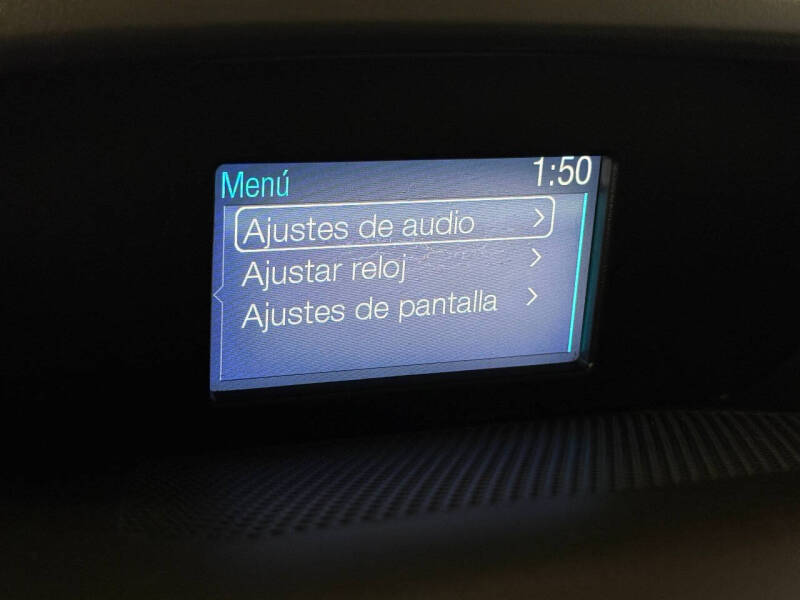 Menú 1:50
Ajustes de audio
Ajustar reloj
Ajustes de pantalla